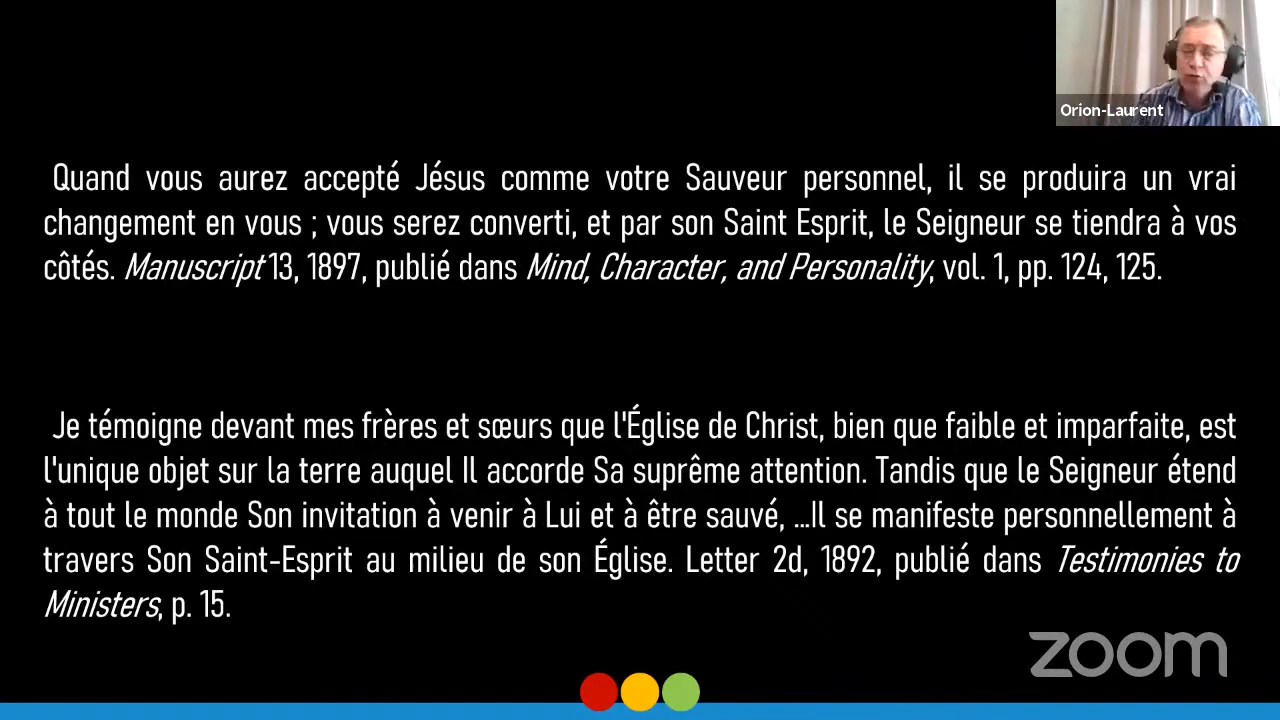 Orion-Laurent
Quand vous aurez accepté Jésus comme votre Sauveur personnel, il se produira un vrai
changement en vous ; vous serez converti, et par son Saint Esprit, le Seigneur se tiendra à vos
côtés. Manuscript 13, 1897, publié dans Mind, Character, and Personality, vol. 1, pp. 124, 125.
Je témoigne devant mes frères et sœurs que l'Église de Christ, bien que faible et imparfaite, est
l'unique objet sur la terre auquel Il accorde Sa suprême attention. Tandis que le Seigneur étend
à tout le monde Son invitation à venir à Lui et à être sauvé, ...Il se manifeste personnellement à
travers Son Saint-Esprit au milieu de son Église. Letter 2d, 1892, publié dans Testimonies to
Ministers, p. 15.
zoom